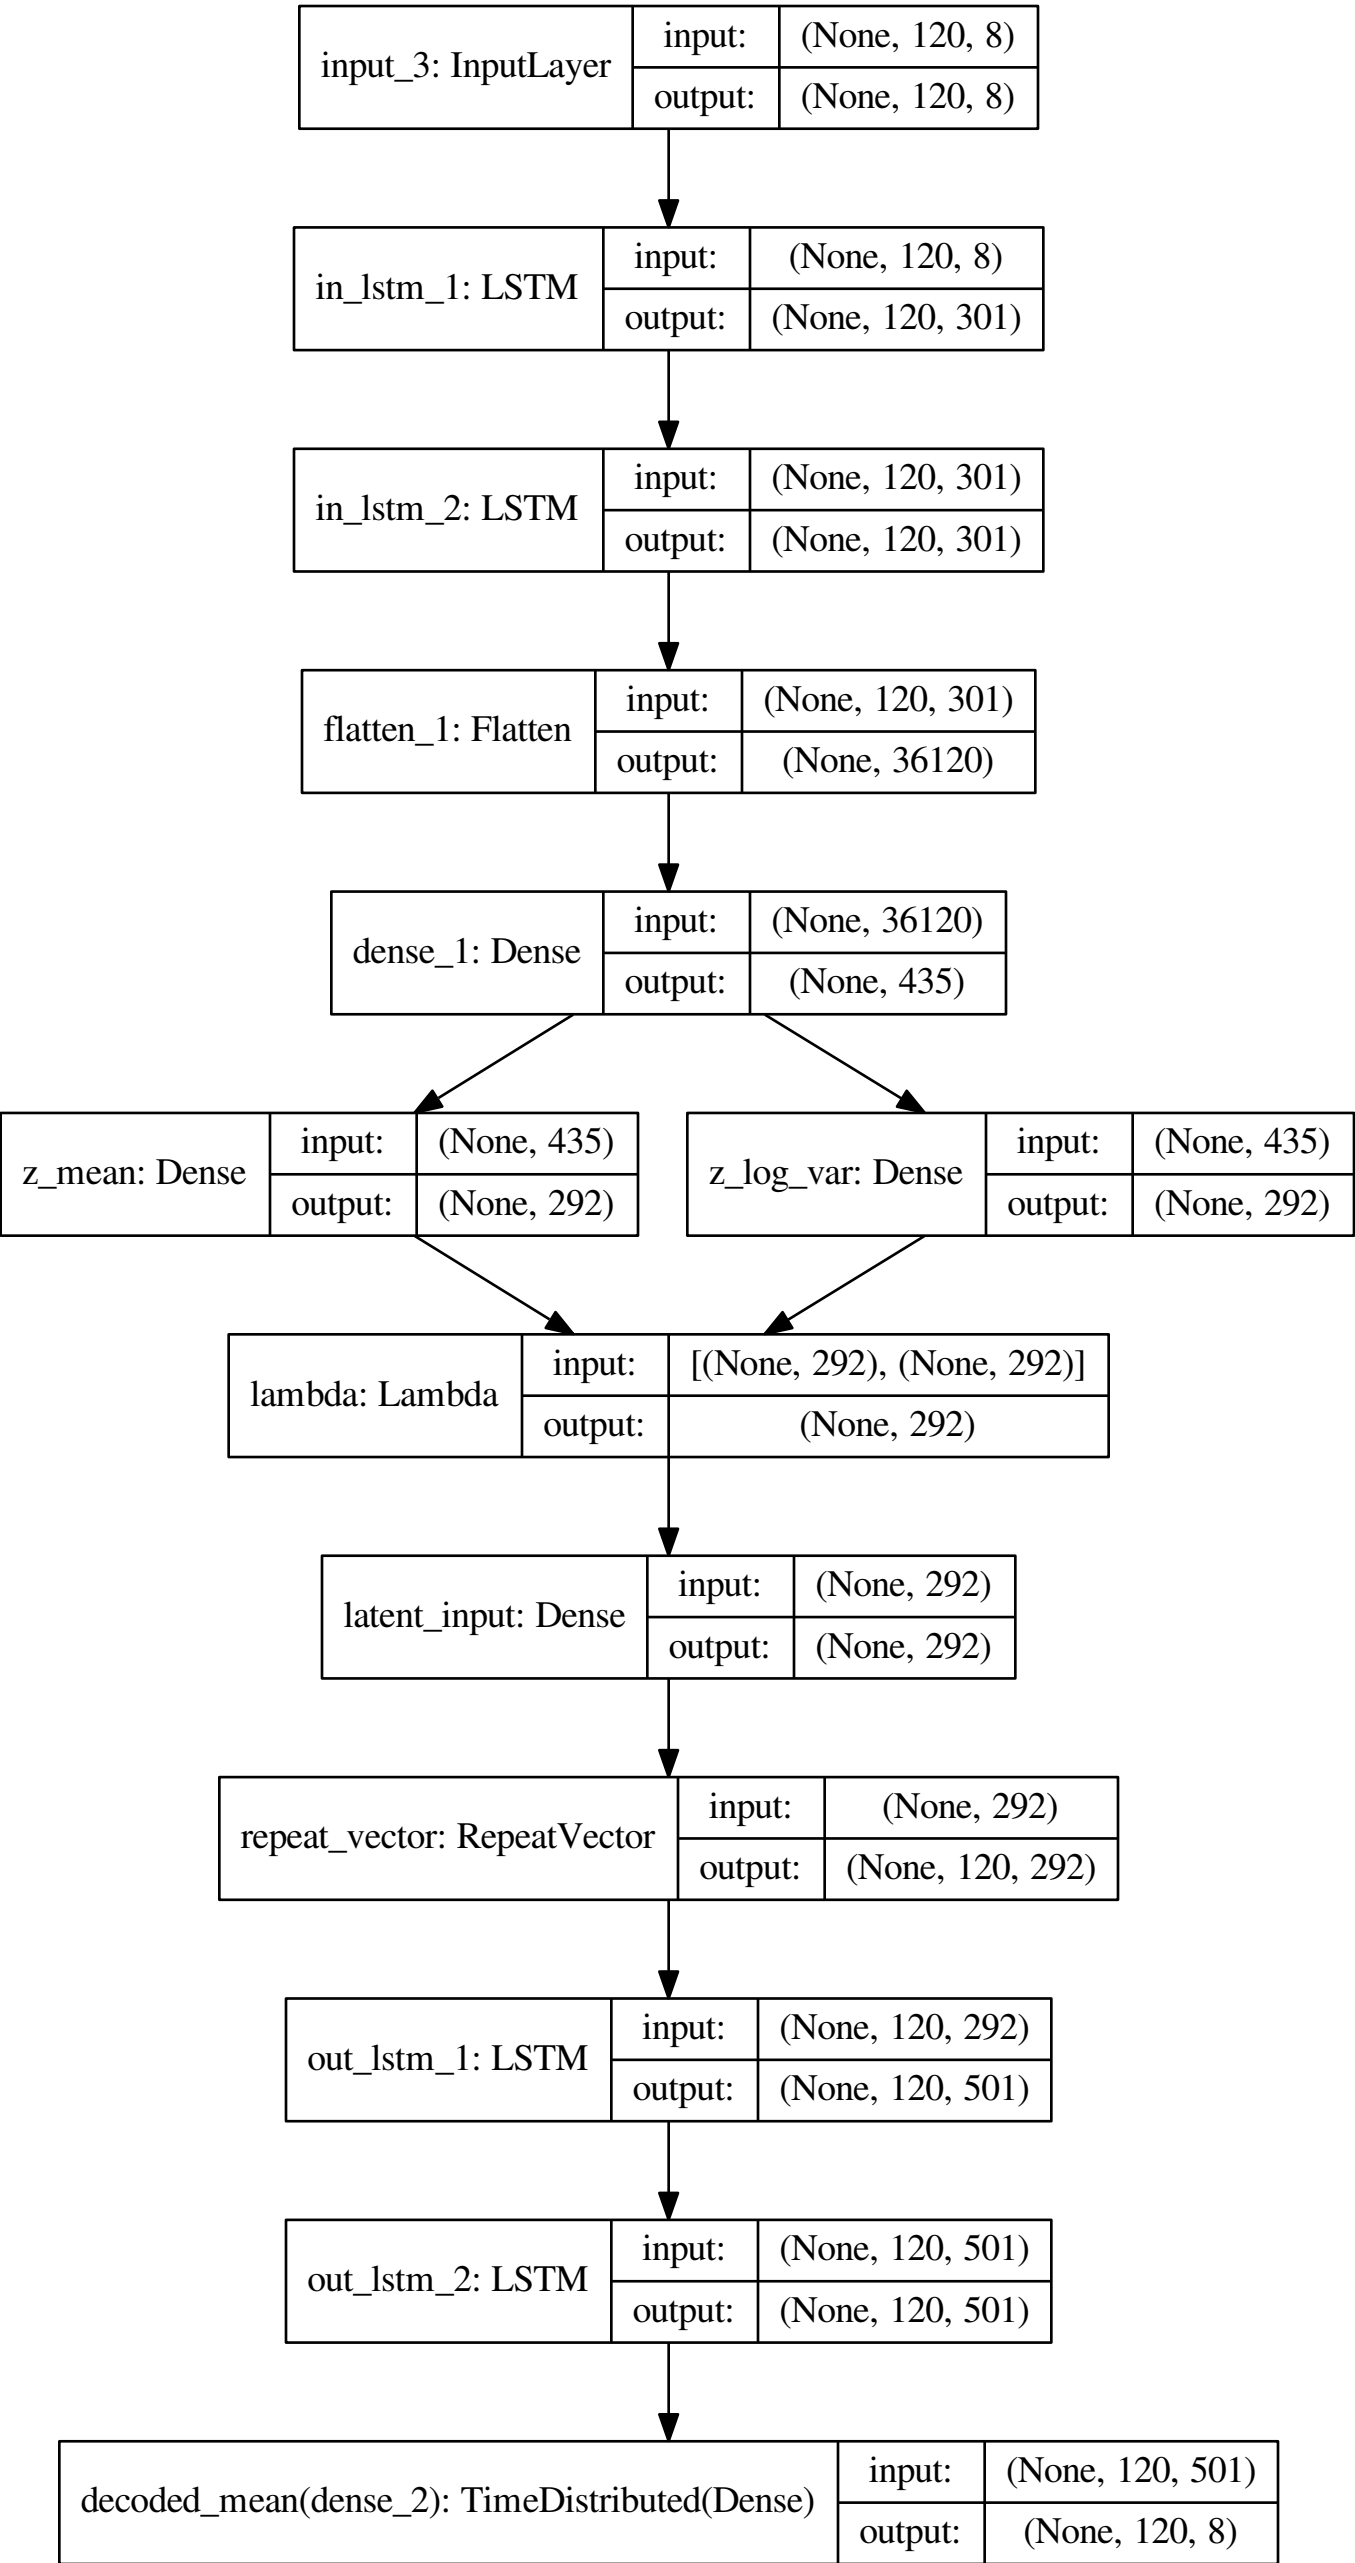 input_3: InputLayer
input:
(None, 120, 8)
output:
(None, 120, 8)
in_lstm_1: LSTM
input:
(None, 120, 8)
output:
(None, 120, 301)
in_lstm_2: LSTM
input:
(None, 120, 301)
output:
(None, 120, 301)
flatten_1: Flatten
input:
(None, 120, 301)
output:
(None, 36120)
dense_1: Dense
input:
(None, 36120)
output:
(None, 435)
z_mean: Dense
input:
(None, 435)
output:
(None, 292)
z_log_var: Dense
input:
(None, 435)
output:
(None, 292)
lambda: Lambda
input:
[(None, 292), (None, 292)]
output:
(None, 292)
latent_input: Dense
input:
(None, 292)
output:
(None, 292)
repeat_vector: RepeatVector
input:
(None, 292)
output:
(None, 120, 292)
out_lstm_1: LSTM
input:
(None, 120, 292)
output:
(None, 120, 501)
out_lstm_2: LSTM
input:
(None, 120, 501)
output:
(None, 120, 501)
decoded_mean(dense_2): TimeDistributed(Dense)
input:
(None, 120, 501)
output:
(None, 120, 8)